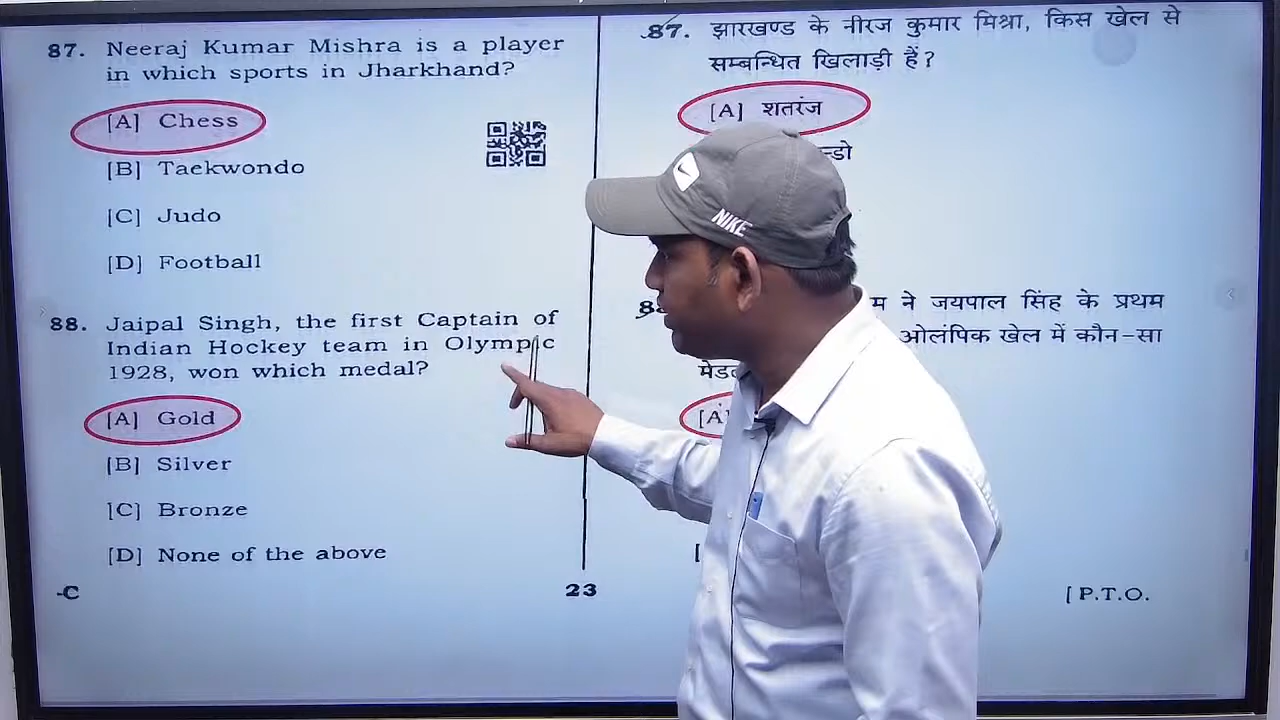 87. Neeraj Kumar Mishra is a player
in which sports in Jharkhand?
[A] Chess
[B] Taekwondo
[C] Judo
[D] Football
88. Jaipal Singh, the first Captain of
Indian Hockey team in Olympic
1928, won which medal?
[A] Gold
[B] Silver
[C] Bronze
[D] None of the above
-C
23
87. झारखण्ड के नीरज कुमार मिश्रा, किस खेल से
सम्बन्धित खिलाड़ी हैं?
[A] शतरंज
ने जयपाल सिंह के प्रथम
ओलंपिक खेल में कौन-सा
[A]
[P.T.O.
NIKE